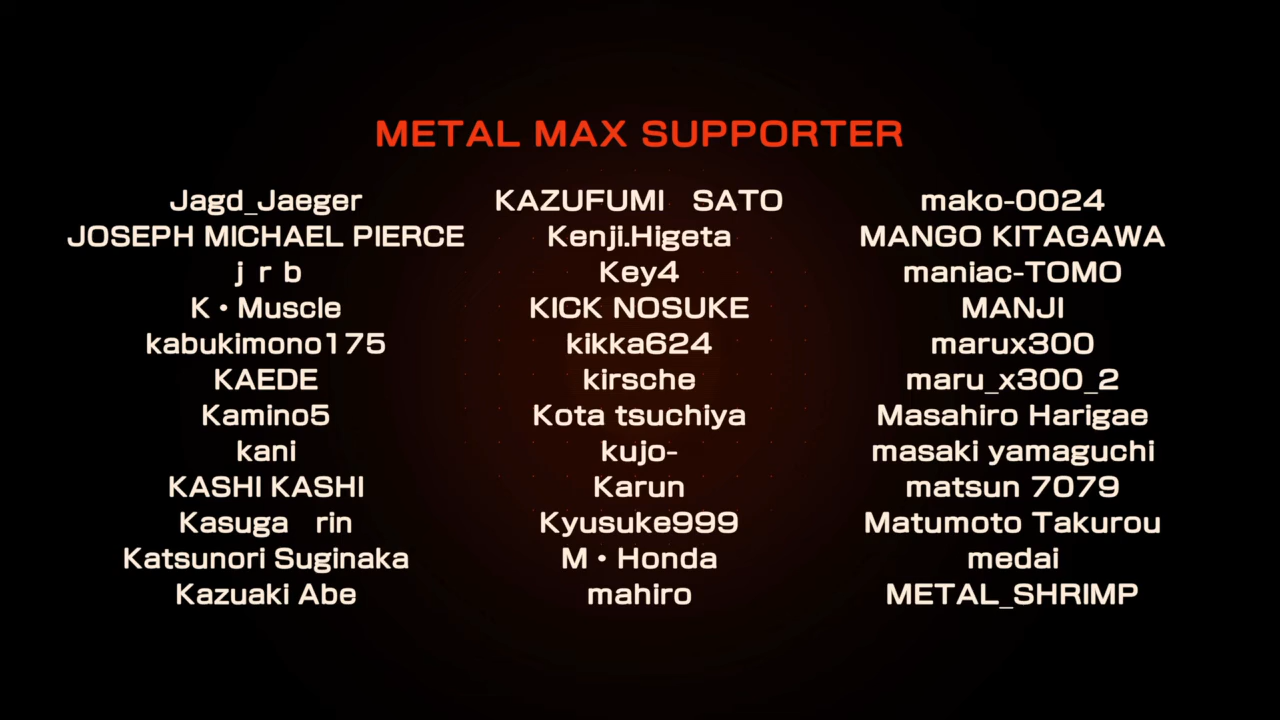 METAL MAX SUPPORTER
Jagd_Jaeger
JOSEPH MICHAEL PIERCE
j r b
K・Muscle
kabukimono175
KAEDE
Kamino5
kani
KASHI KASHI
Kasuga　rin
Katsunori Suginaka
Kazuaki Abe
KAZUFUMI　SATO
Kenji.Higeta
Key4
KICK NOSUKE
kikka624
kirsche
Kota tsuchiya
kujo-
Karun
Kyusuke999
M・Honda
mahiro
mako-0024
MANGO KITAGAWA
maniac-TOMO
MANJI
marux300
maru_x300_2
Masahiro Harigae
masaki yamaguchi
matsun 7079
Matumoto Takurou
medai
METAL_SHRIMP